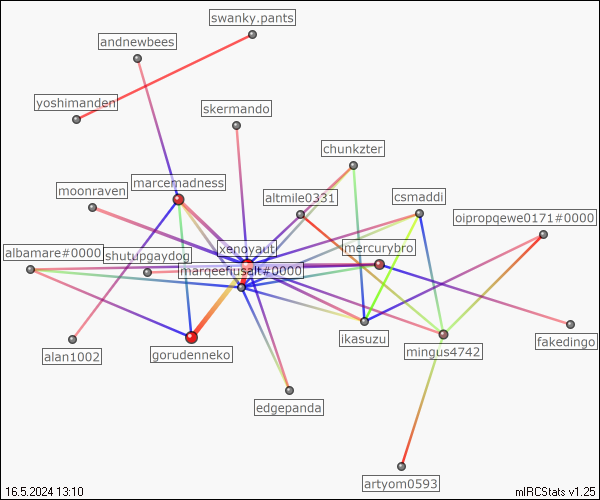 swanky.pants
andnewbees
yoshimanden
skermando
chunkzter
marcemadness
moonraven
altmile0331
csmaddi
oipropqewe0171#0000
xenoyaut
mercurybro
albamare#0000
shutupgaydog
marqeefiusalt#0000
ikasuzu
fakedingo
alan1002
gorudenneko
mingus4742
edgepanda
artyom0593
16.5.2024 13:10
mIRCStats v1.25